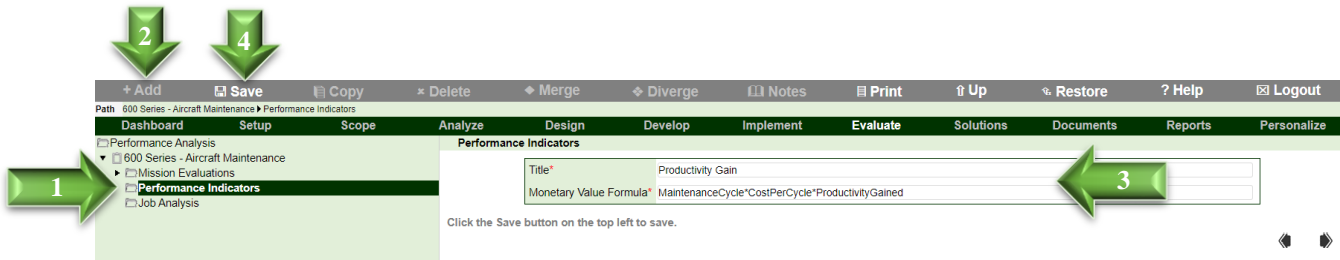 2 4
+ Add Save Copy × Delete Merge Diverge Notes Print Up Restore ? Help Logout
Path 600 Series - Aircraft Maintenance Performance Indicators
Dashboard Setup Scope Analyze Design Develop Implement Evaluate Solutions Documents Reports Personalize
Performance Analysis Performance Indicators
600 Series - Aircraft Maintenance
Title* Productivity Gain
Mission Evaluations
1 Performance Indicators Monetary Value Formula* MaintenanceCycle*CostPerCycle*ProductivityGained 3
Job Analysis
Click the Save button on the top left to save.